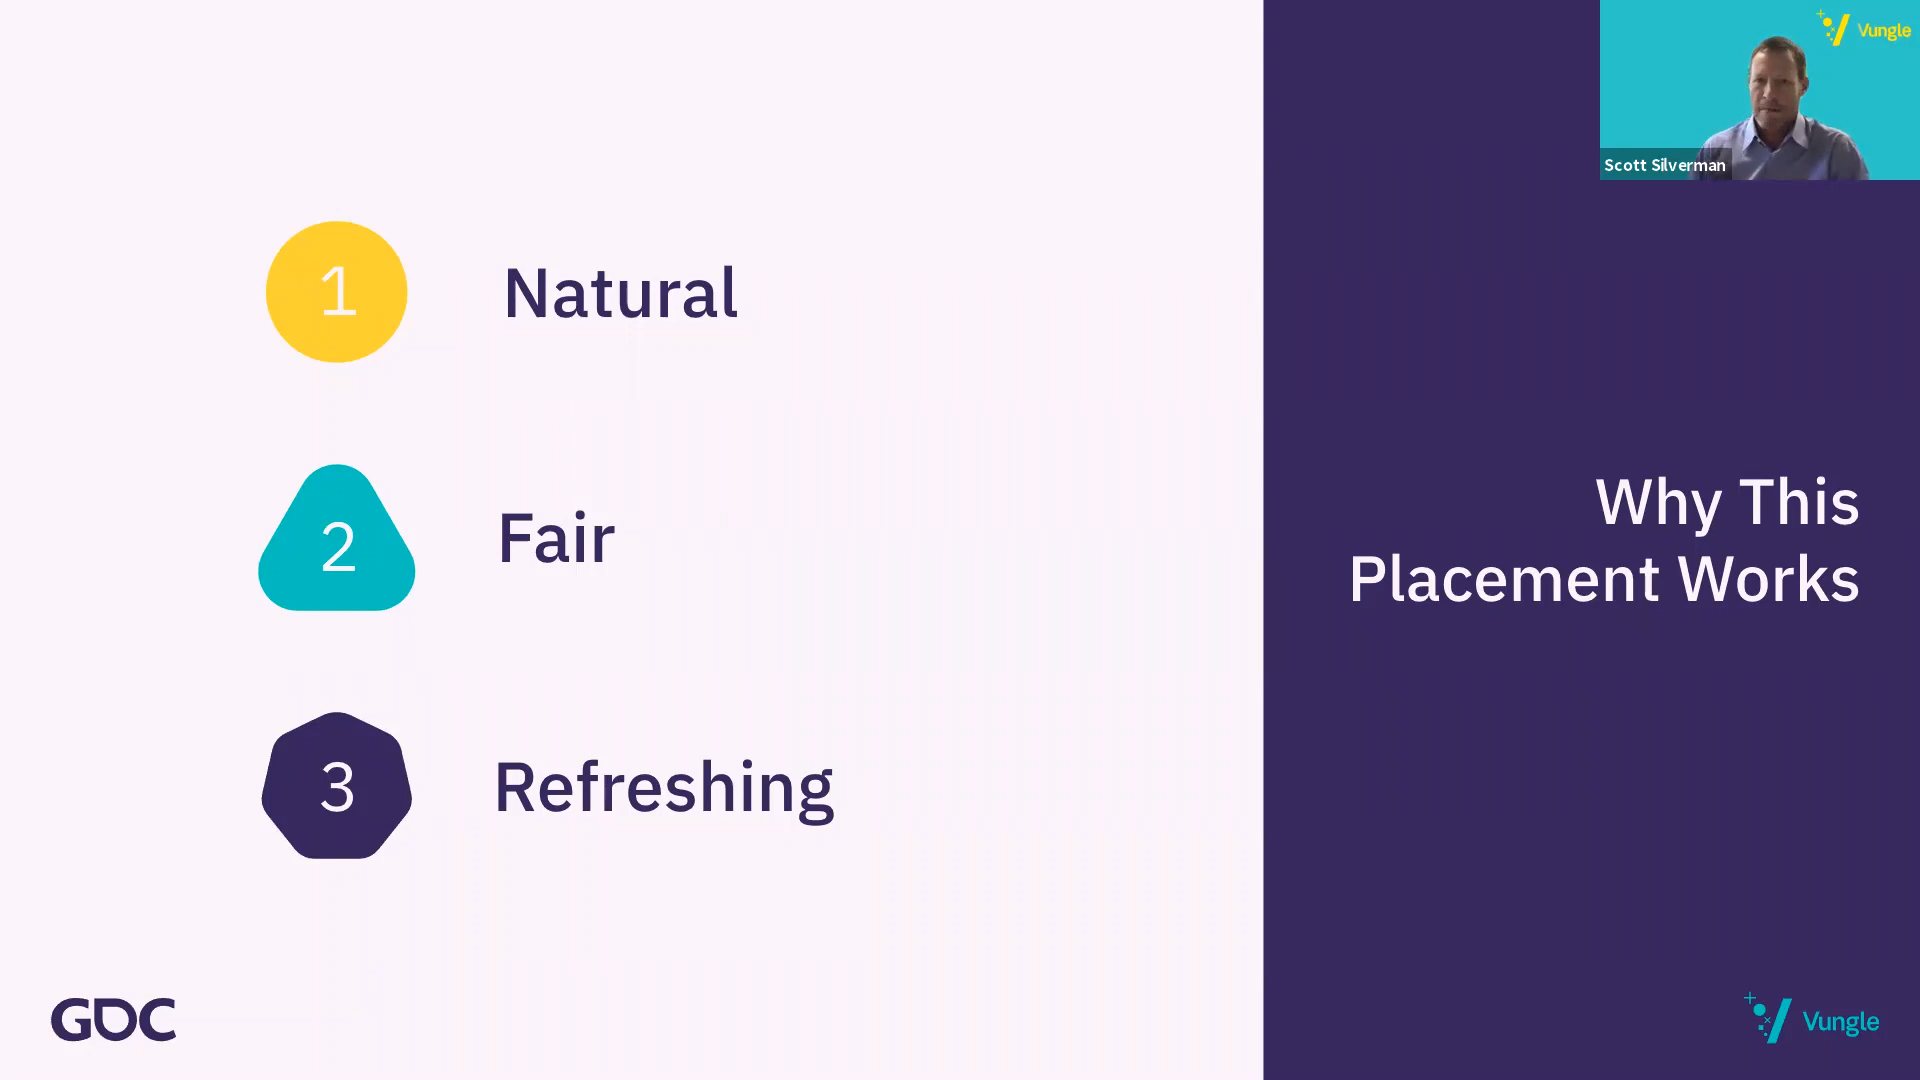 1
Natural
2
Fair
3
Refreshing
Why This
Placement Works
Vungle
Scott Silverman
GDC
Vungle